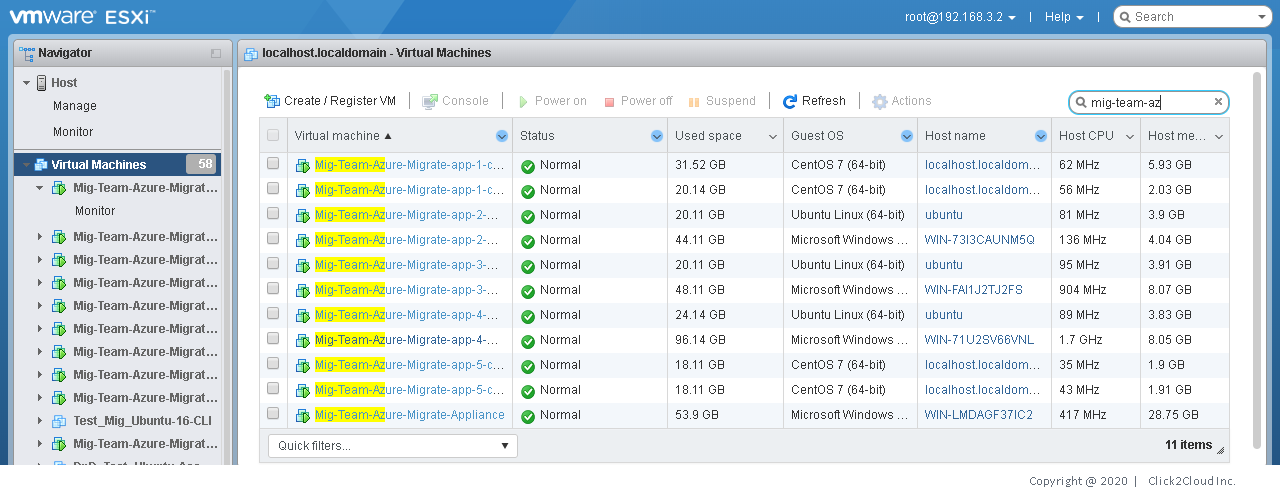 vmware® ESXi™ root@192.168.3.2 | Help | Search
Navigator
localhost.localdomain - Virtual Machines
Host
Manage
Monitor
Virtual Machines 58
Mig-Team-Azure-Migrat...
Monitor
Mig-Team-Azure-Migrat...
Mig-Team-Azure-Migrat...
Mig-Team-Azure-Migrat...
Mig-Team-Azure-Migrat...
Mig-Team-Azure-Migrat...
Mig-Team-Azure-Migrat...
Mig-Team-Azure-Migrat...
Mig-Team-Azure-Migrat...
Test_Mig_Ubuntu-16-CLI
Mig-Team-Azure-Migrat...
Create / Register VM | Console | Power on Power off Suspend | Refresh | Actions mig-team-az
Virtual machine Status Used space Guest OS Host name Host CPU Host me...
Mig-Team-Azure-Migrate-app-1-c... Normal 31.52 GB CentOS 7 (64-bit) localhost.localdom... 62 MHz 5.93 GB
Mig-Team-Azure-Migrate-app-1-c... Normal 20.14 GB CentOS 7 (64-bit) localhost.localdom... 56 MHz 2.03 GB
Mig-Team-Azure-Migrate-app-2-... Normal 20.11 GB Ubuntu Linux (64-bit) ubuntu 81 MHz 3.9 GB
Mig-Team-Azure-Migrate-app-2-... Normal 44.11 GB Microsoft Windows ... WIN-73I3CAUNM5Q 136 MHz 4.04 GB
Mig-Team-Azure-Migrate-app-3-... Normal 20.11 GB Ubuntu Linux (64-bit) ubuntu 95 MHz 3.91 GB
Mig-Team-Azure-Migrate-app-3-... Normal 48.11 GB Microsoft Windows ... WIN-FAI1J2TJ2FS 904 MHz 8.07 GB
Mig-Team-Azure-Migrate-app-4-... Normal 24.14 GB Ubuntu Linux (64-bit) ubuntu 89 MHz 3.83 GB
Mig-Team-Azure-Migrate-app-4-... Normal 96.14 GB Microsoft Windows ... WIN-71U2SV66VNL 1.7 GHz 8.05 GB
Mig-Team-Azure-Migrate-app-5-c... Normal 18.11 GB CentOS 7 (64-bit) localhost.localdom... 35 MHz 1.9 GB
Mig-Team-Azure-Migrate-app-5-c... Normal 18.11 GB CentOS 7 (64-bit) localhost.localdom... 43 MHz 1.91 GB
Mig-Team-Azure-Migrate-Appliance Normal 53.9 GB Microsoft Windows ... WIN-LMDAGF37IC2 417 MHz 28.75 GB
Quick filters... 11 items
Copyright @ 2020 | Click2Cloud Inc.